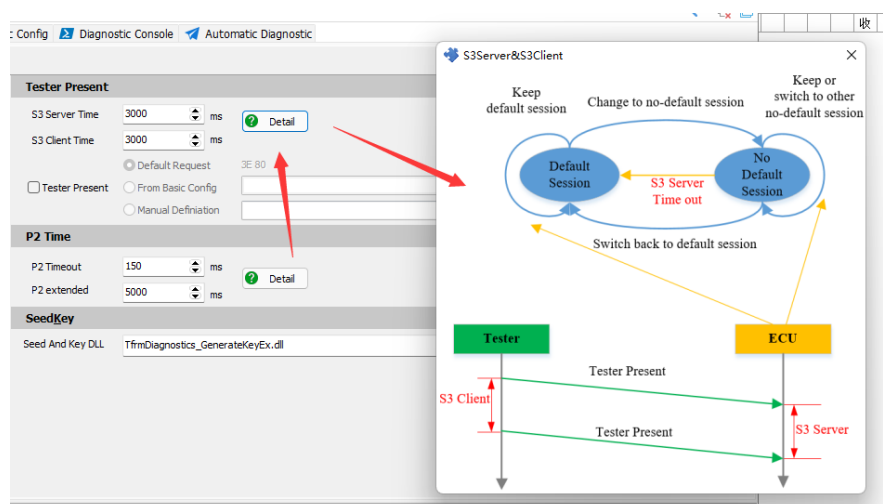 : Config
Diagnostic Console
Automatic Diagnostic
收
Tester Present
S3 Server Time
3000
ms
Detail
S3 Client Time
3000
ms
Default Request
3E 80
Tester Present
From Basic Config
Manual Definiation
P2 Time
P2 Timeout
150
ms
Detail
P2 extended
5000
ms
SeedKey
Seed And Key DLL
TfrmDiagnostics_GenerateKeyEx.dll
S3Server&S3Client
Keep
default session
Change to no-default session
Keep or
switch to other
no-default session
Default
Session
S3 Server
Time out
No
Default
Session
Switch back to default session
Tester
ECU
Tester Present
S3 Client
Tester Present
S3 Server